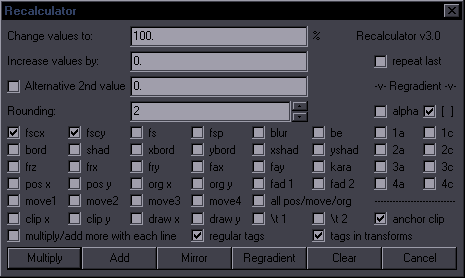 Recalculator
Change values to: 100. % Recalculator v3.0
Increase values by: 0. repeat last
Alternative 2nd value 0. -v- Regradient -v-
Rounding: 2 alpha [ ]
fscx fscy fs fsp blur be 1a 1c
bord shad xbord ybord xshad yshad 2a 2c
frz frx fry fax fay kara 3a 3c
pos x pos y org x org y fad 1 fad 2 4a 4c
move1 move2 move3 move4 all pos/move/org -----------------------
clip x clip y draw x draw y \t 1 \t 2 anchor clip
multiply/add more with each line regular tags tags in transforms
Multiply Add Mirror Regradient Clear Cancel